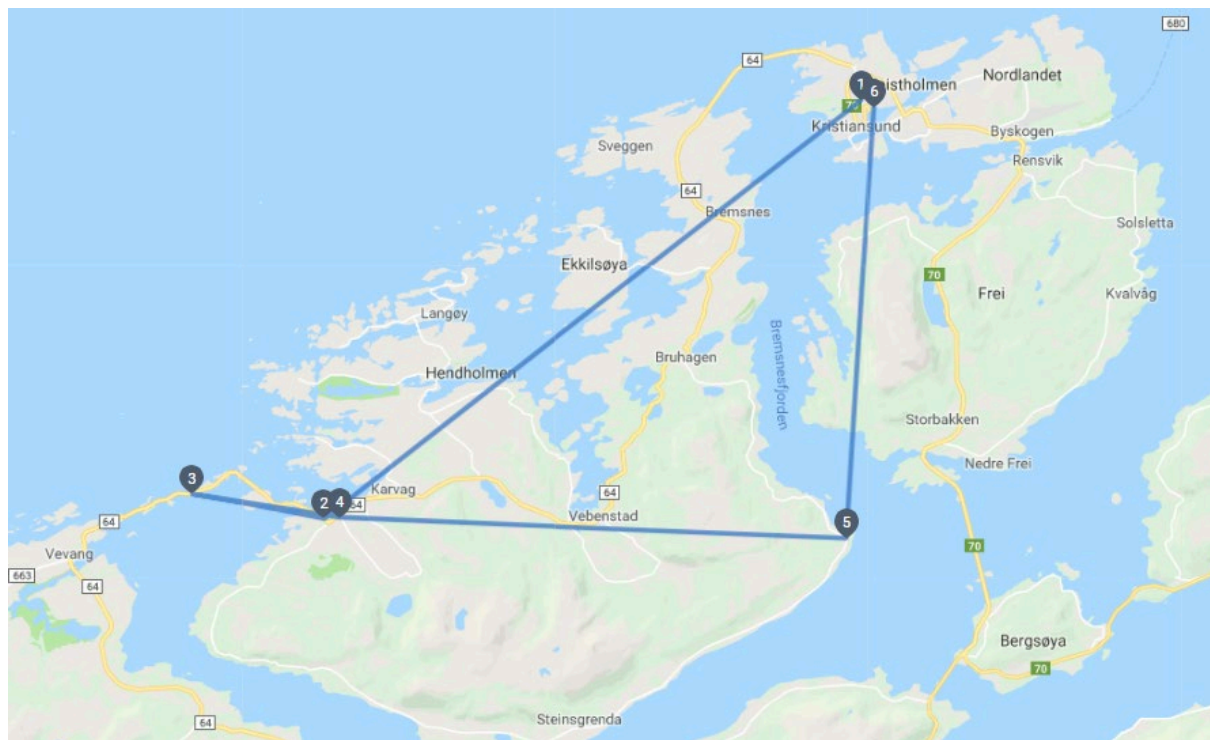 680
64
Nordlandet
1
6
istholmen
70
Kristiansund
Byskogen
Sveggen
Rensvik
64
Bremsnes
Solsletta
Ekkilsøya
70
Frei
Kvalvåg
Langøy
Bremsnesfjorden
Bruhagen
Hendholmen
Storbakken
Nedre Frei
3
Karvag
2
4
64
64
Vebenstad
5
64
Vevang
70
663
64
Bergsøya
70
Steinsgrenda
64